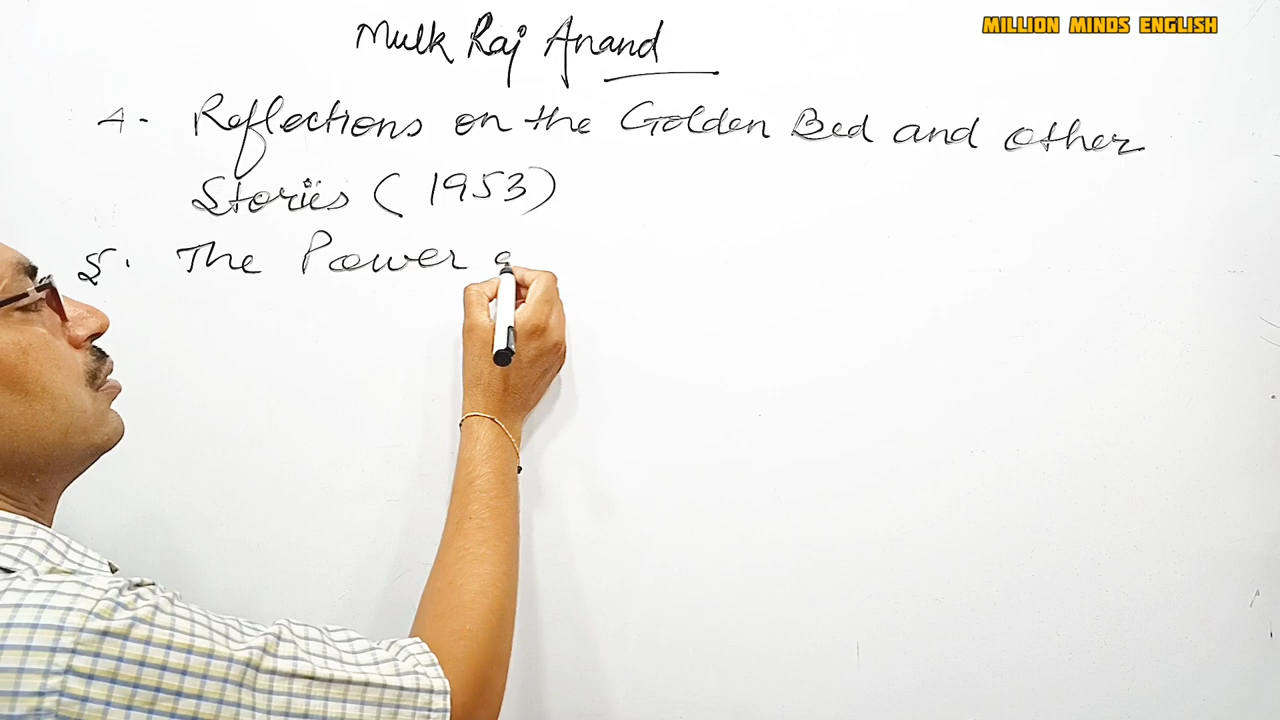 MILLION MINDS ENGLISH
Mulk Raj Anand
4. Reflections on the Golden Bed and other
Stories (1953)
5. The Power